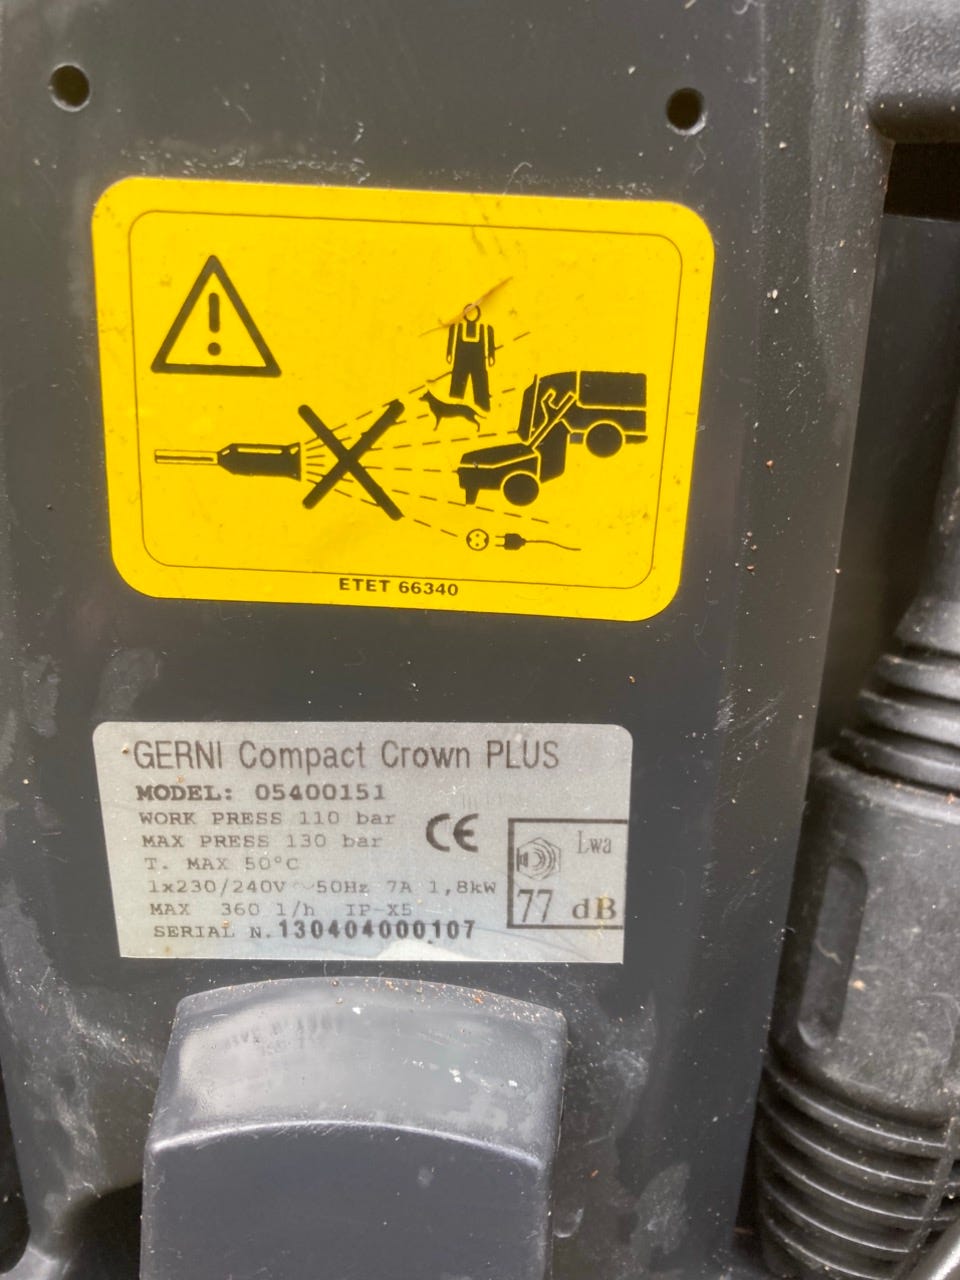 ETET 66340
GERNI Compact Crown PLUS
MODEL: 05400151
WORK PRESS 110 bar
MAX PRESS 130 bar
T. MAX 50°C
1x230/240V ~50Hz 7A 1,8kW
MAX 360 l/h IP-X5
SERIAL N. 130404000107
CE
Lwa
77 dB